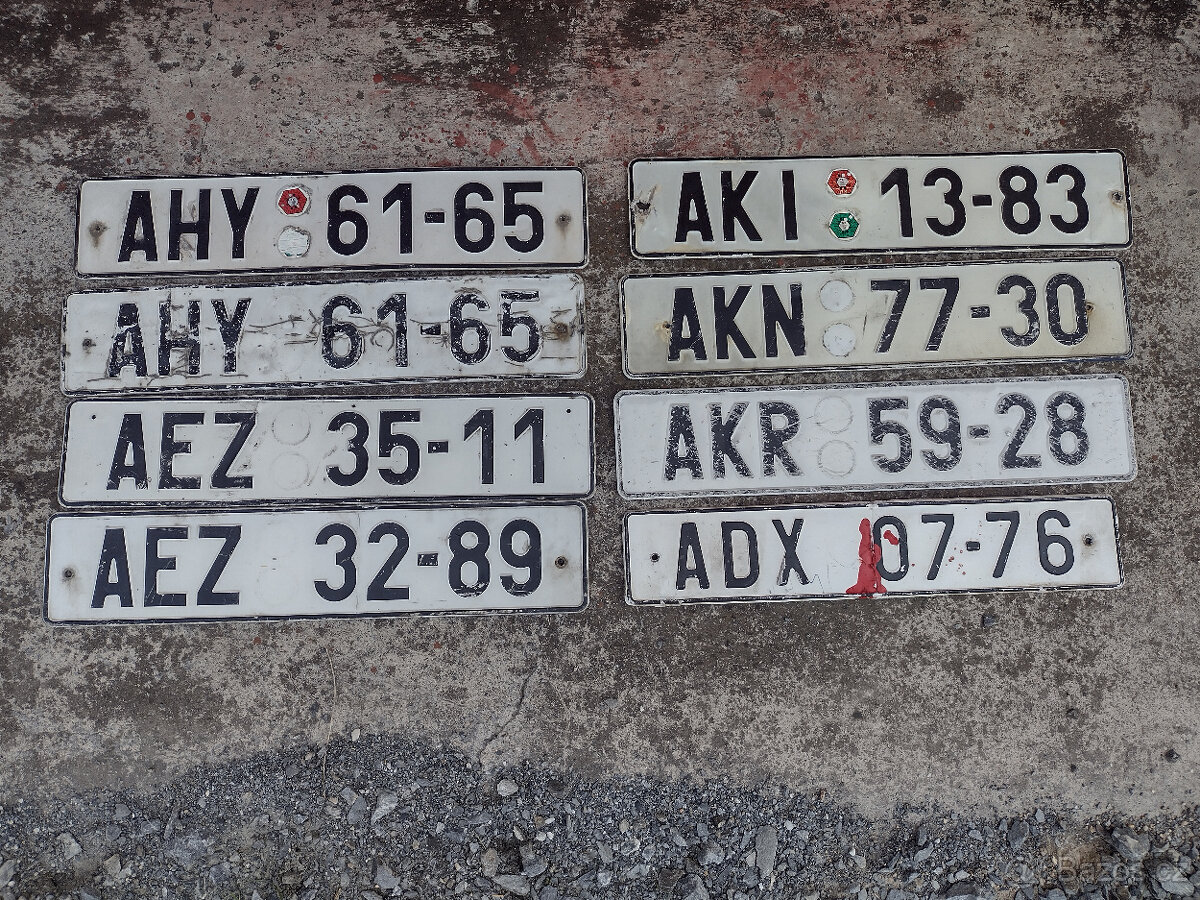 AHY 61-65
AHY 61-65
AEZ 35-11
AEZ 32-89
AKI 13-83
AKN 77-30
AKR 59-28
ADX 07-76
Bazos.cz